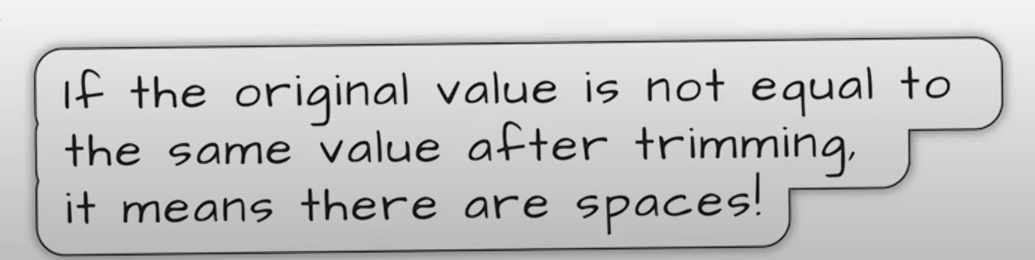 If the original value is not equal to
the same value after trimming,
it means there are spaces!